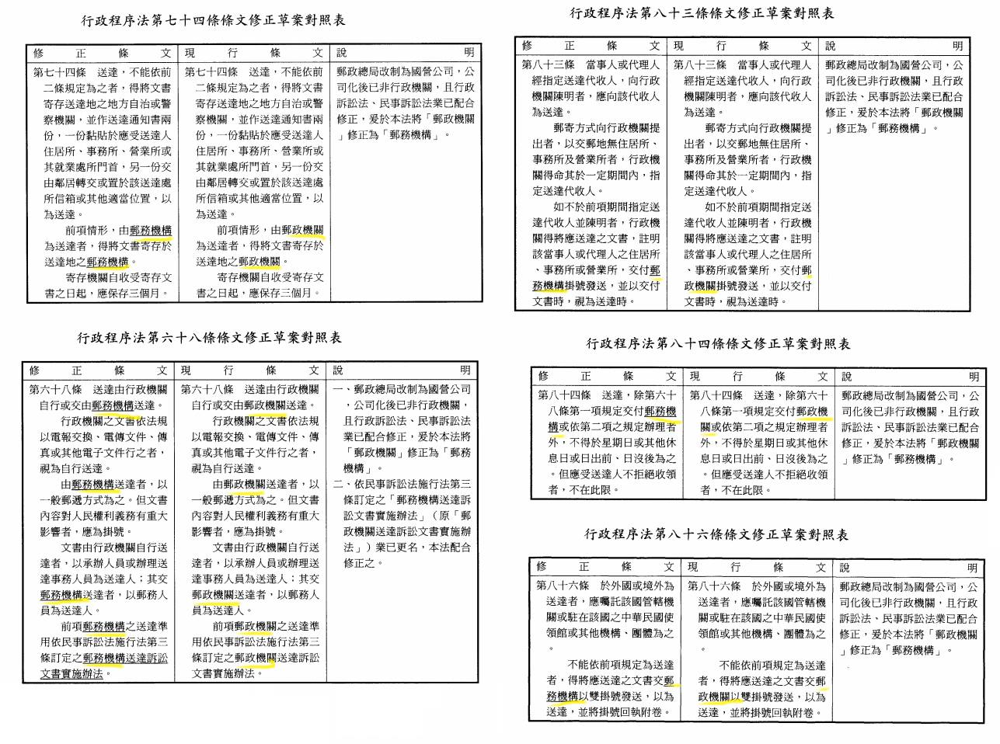 行政程序法第七十四條條文修正草案對照表
修正條文
第七十四條　送達，不能依前
二條規定為之者，得將文書
寄存送達地之地方自治或警
察機關，並作送達通知書兩
份，一份黏貼於應受送達人
住居所、事務所、營業所或
其就業處所門首，另一份交
由鄰居轉交或置於該送達處
所信箱或其他適當位置，以
為送達。
前項情形，由郵務機構
為送達者，得將文書寄存於
送達地之郵務機構。
寄存機關自收受寄存文
書之日起，應保存三個月。
現行條文
第七十四條　送達，不能依前
二條規定為之者，得將文書
寄存送達地之地方自治或警
察機關，並作送達通知書兩
份，一份黏貼於應受送達人
住居所、事務所、營業所或
其就業處所門首，另一份交
由鄰居轉交或置於該送達處
所信箱或其他適當位置，以
為送達。
前項情形，由郵政機關
為送達者，得將文書寄存於
送達地之郵政機關。
寄存機關自收受寄存文
書之日起，應保存三個月。
說明
郵政總局改制為國營公司，公
司化後已非行政機關，且行政
訴訟法、民事訴訟法業已配合
修正，爰於本法將「郵政機關
」修正為「郵務機構」。
行政程序法第六十八條條文修正草案對照表
修正條文
第六十八條　送達由行政機關
自行或交由郵務機構送達。
行政機關之文書依法規
以電報交換、電傳文件、傳
真或其他電子文件行之者，
視為自行送達。
由郵務機構送達者，以
一般郵遞方式為之。但文書
內容對人民權利義務有重大
影響者，應為掛號。
文書由行政機關自行送
達者，以承辦人員或辦理送
達事務人員為送達人；其交
郵務機構送達者，以郵務人
員為送達人。
前項郵務機構之送達準
用依民事訴訟法施行法第三
條訂定之郵務機構送達訴訟
文書實施辦法。
現行條文
第六十八條　送達由行政機關
自行或交由郵政機關送達。
行政機關之文書依法規
以電報交換、電傳文件、傳
真或其他電子文件行之者，
視為自行送達。
由郵政機關送達者，以
一般郵遞方式為之。但文書
內容對人民權利義務有重大
影響者，應為掛號。
文書由行政機關自行送
達者，以承辦人員或辦理送
達事務人員為送達人；其交
郵政機關送達者，以郵務人
員為送達人。
前項郵政機關之送達準
用依民事訴訟法施行法第三
條訂定之郵政機關送達訴訟
文書實施辦法。
說明
一、郵政總局改制為國營公司
，公司化後已非行政機關，
且行政訴訟法、民事訴訟法
業已配合修正，爰於本法將
「郵政機關」修正為「郵務
機構」。
二、依民事訴訟法施行法第三
條訂定之「郵務機構送達訴
訟文書實施辦法」（原「郵
政機關送達訴訟文書實施辦
法」）業已更名，本法配合
修正之。
行政程序法第八十三條條文修正草案對照表
修正條文
第八十三條　當事人或代理人
經指定送達代收人，向行政
機關陳明者，應向該代收人
為送達。
郵寄方式向行政機關提
出者，以交郵地無住居所、
事務所及營業所者，行政機
關得命其於一定期間內，指
定送達代收人。
如不於前項期間指定送
達代收人並陳明者，行政機
關得將應送達之文書，註明
該當事人或代理人之住居所
、事務所或營業所，交付郵
務機構掛號發送，並以交付
文書時，視為送達時。
現行條文
第八十三條　當事人或代理人
經指定送達代收人，向行政
機關陳明者，應向該代收人
為送達。
郵寄方式向行政機關提
出者，以交郵地無住居所、
事務所及營業所者，行政機
關得命其於一定期間內，指
定送達代收人。
如不於前項期間指定送
達代收人並陳明者，行政機
關得將應送達之文書，註明
該當事人或代理人之住居所
、事務所或營業所，交付郵
政機關掛號發送，並以交付
文書時，視為送達時。
說明
郵政總局改制為國營公司，公
司化後已非行政機關，且行政
訴訟法、民事訴訟法業已配合
修正，爰於本法將「郵政機關
」修正為「郵務機構」。
行政程序法第八十四條條文修正草案對照表
修正條文
第八十四條　送達，除第六十
八條第一項規定交付郵務機
構或依第二項之規定辦理者
外，不得於星期日或其他休
息日或日出前、日沒後為之
。但應受送達人不拒絕收領
者，不在此限。
現行條文
第八十四條　送達，除第六十
八條第一項規定交付郵政機
關或依第二項之規定辦理者
外，不得於星期日或其他休
息日或日出前、日沒後為之
。但應受送達人不拒絕收領
者，不在此限。
說明
郵政總局改制為國營公司，公
司化後已非行政機關，且行政
訴訟法、民事訴訟法業已配合
修正，爰於本法將「郵政機關
」修正為「郵務機構」。
行政程序法第八十六條條文修正草案對照表
修正條文
第八十六條　於外國或境外為
送達者，應囑託該國管轄機
關或駐在該國之中華民國使
領館或其他機構、團體為之
。
不能依前項規定為送達
者，得將應送達之文書交郵
務機構以雙掛號發送，以為
送達，並將掛號回執附卷。
現行條文
第八十六條　於外國或境外為
送達者，應囑託該國管轄機
關或駐在該國之中華民國使
領館或其他機構、團體為之
。
不能依前項規定為送達
者，得將應送達之文書交郵
政機關以雙掛號發送，以為
送達，並將掛號回執附卷。
說明
郵政總局改制為國營公司，公
司化後已非行政機關，且行政
訴訟法、民事訴訟法業已配合
修正，爰於本法將「郵政機關
」修正為「郵務機構」。